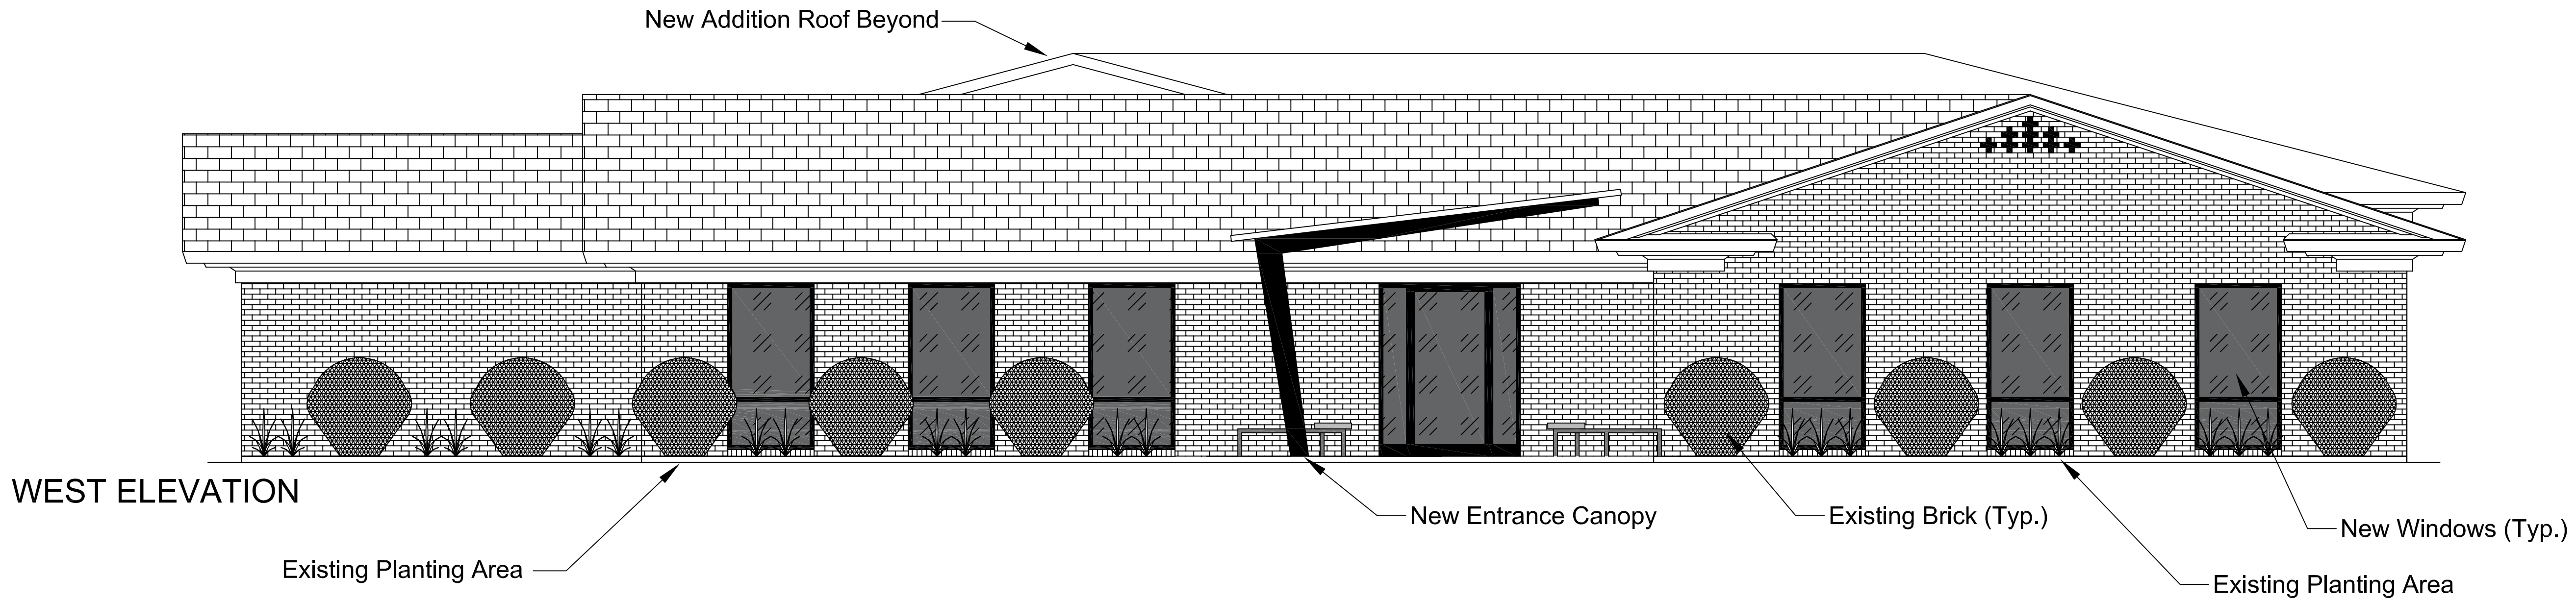 New Addition Roof Beyond
WEST ELEVATION
New Entrance Canopy
Existing Brick (Typ.)
New Windows (Typ.)
Existing Planting Area
Existing Planting Area